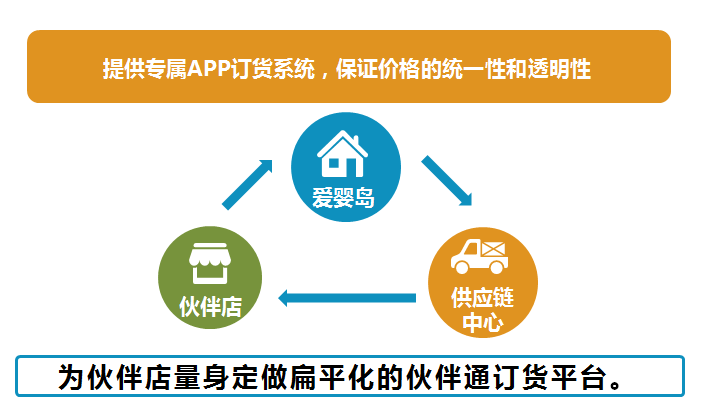 提供专属APP订货系统，保证价格的统一性和透明性
爱婴岛
伙伴店
供应链
中心
为伙伴店量身定做扁平化的伙伴通订货平台。